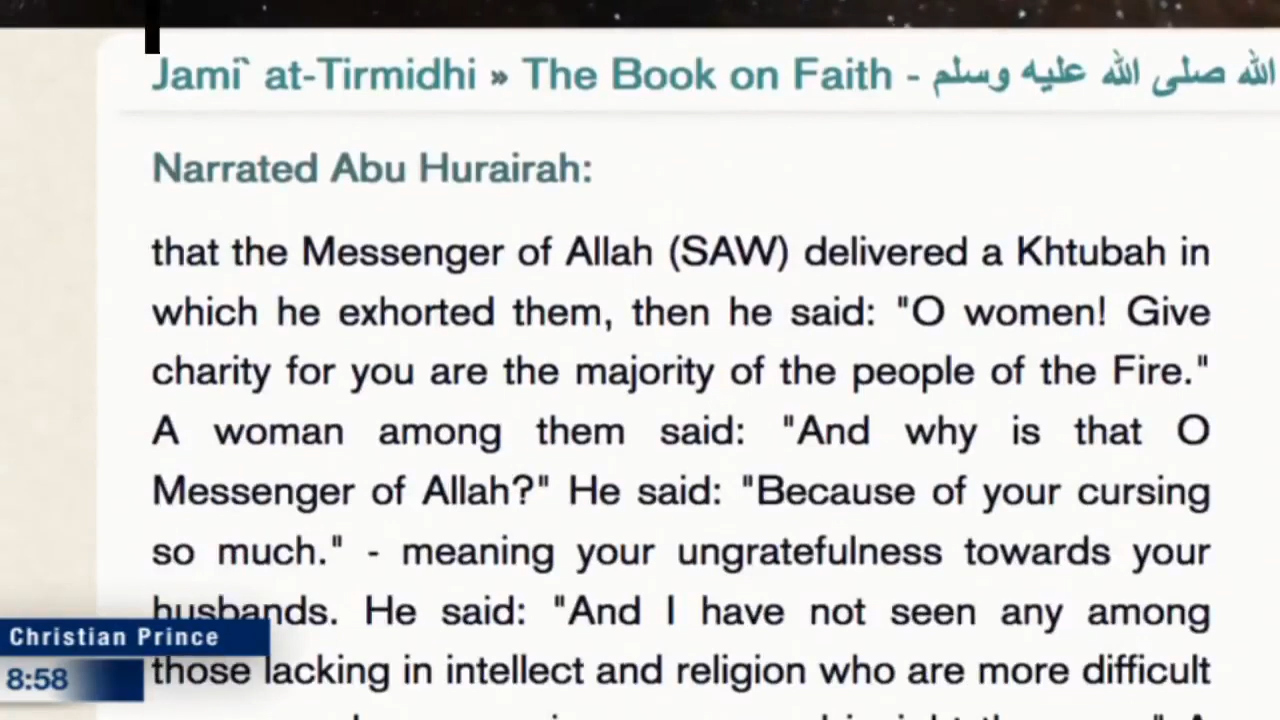 Jami` at-Tirmidhi » The Book on Faith - الله صلى الله عليه وسلم
Narrated Abu Hurairah:
that the Messenger of Allah (SAW) delivered a Khtubah in
which he exhorted them, then he said: "O women! Give
charity for you are the majority of the people of the Fire."
A woman among them said: "And why is that O
Messenger of Allah?" He said: "Because of your cursing
so much." - meaning your ungratefulness towards your
husbands. He said: "And I have not seen any among
those lacking in intellect and religion who are more difficult
Christian Prince
8:58